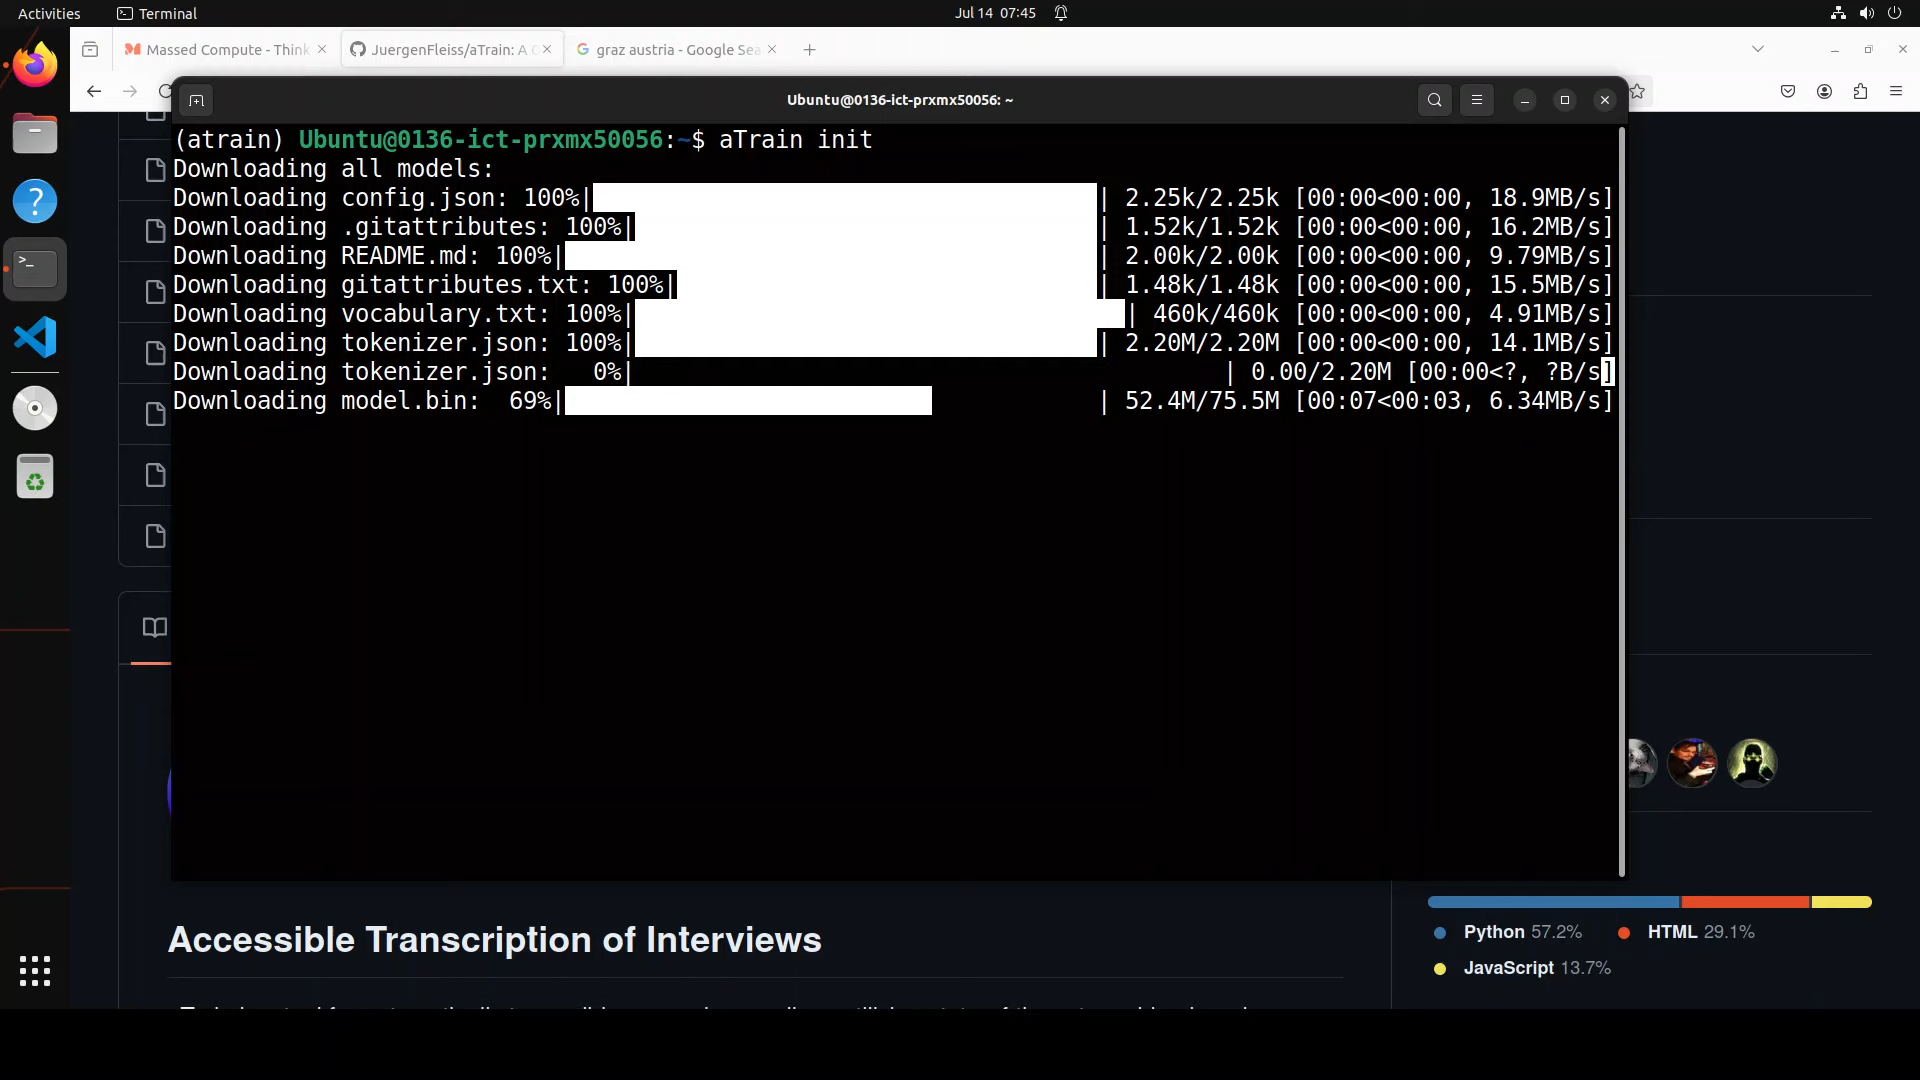 Activities Terminal Jul 14 07:45
Massed Compute - Think JuergenFleiss/aTrain: A graz austria - Google Sea
Ubuntu@0136-ict-prxmx50056: ~
(atrain) Ubuntu@0136-ict-prxmx50056:~$ aTrain init
Downloading all models:
Downloading config.json: 100%| | 2.25k/2.25k [00:00<00:00, 18.9MB/s]
Downloading .gitattributes: 100%| | 1.52k/1.52k [00:00<00:00, 16.2MB/s]
Downloading README.md: 100%| | 2.00k/2.00k [00:00<00:00, 9.79MB/s]
Downloading gitattributes.txt: 100%| | 1.48k/1.48k [00:00<00:00, 15.5MB/s]
Downloading vocabulary.txt: 100%| | 460k/460k [00:00<00:00, 4.91MB/s]
Downloading tokenizer.json: 100%| | 2.20M/2.20M [00:00<00:00, 14.1MB/s]
Downloading tokenizer.json: 0%| | 0.00/2.20M [00:00<?, ?B/s]
Downloading model.bin: 69%| | 52.4M/75.5M [00:07<00:03, 6.34MB/s]
Accessible Transcription of Interviews
Python 57.2% HTML 29.1%
JavaScript 13.7%